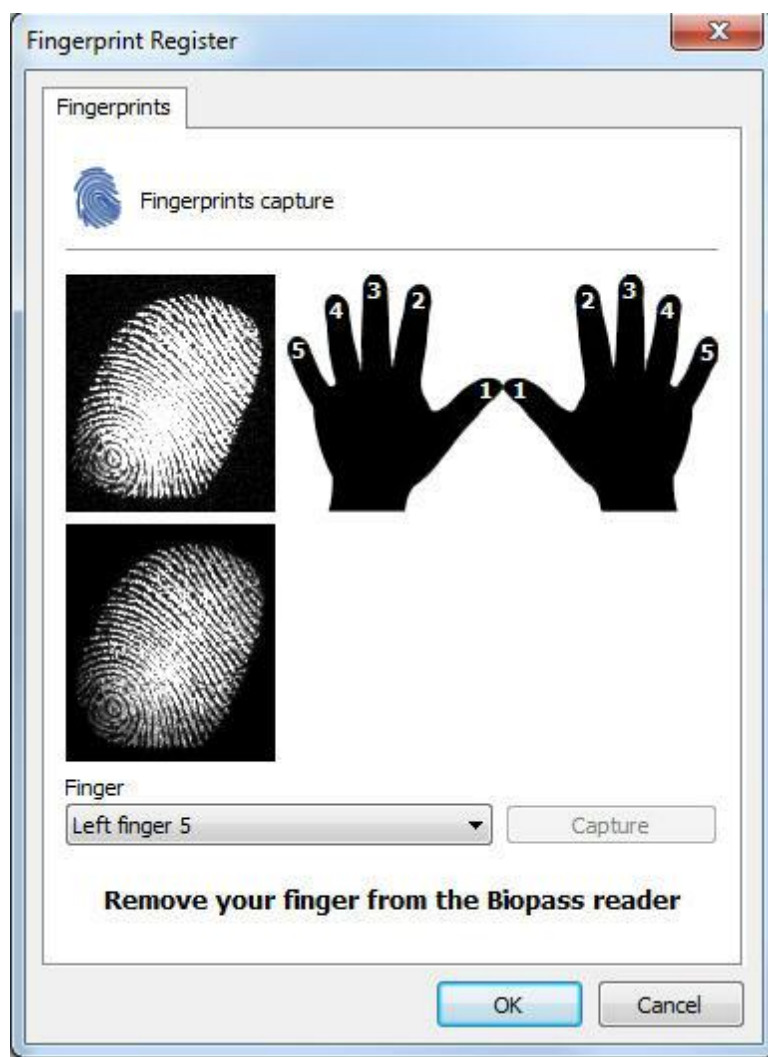 Fingerprint Register
Fingerprints
Fingerprints capture
5 4 3 2 1 1 2 3 4 5
Finger
Left finger 5
Capture
Remove your finger from the Biopass reader
OK Cancel